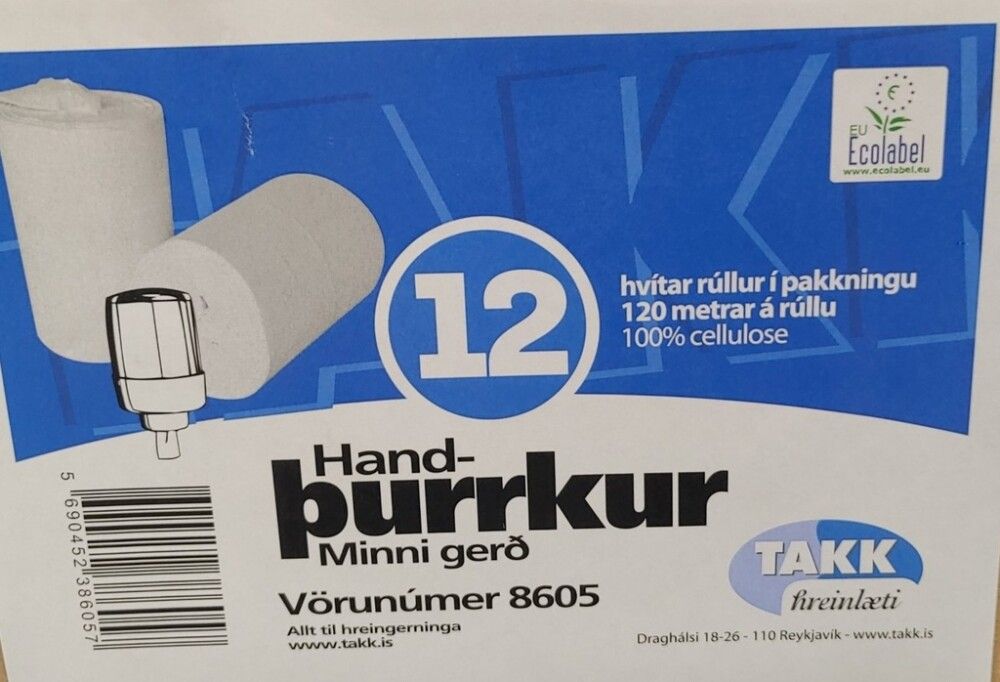 EU
Ecolabel
www.ecolabel.eu
12
hvítar rúllur í pakkningu
120 metrar á rúllu
100% cellulose
Hand-
þurrkur
Minni gerð
Vörunúmer 8605
Allt til hreingerninga
www.takk.is
5 690452 386057
TAKK
hreinlæti
Draghálsi 18-26 - 110 Reykjavík - www.takk.is